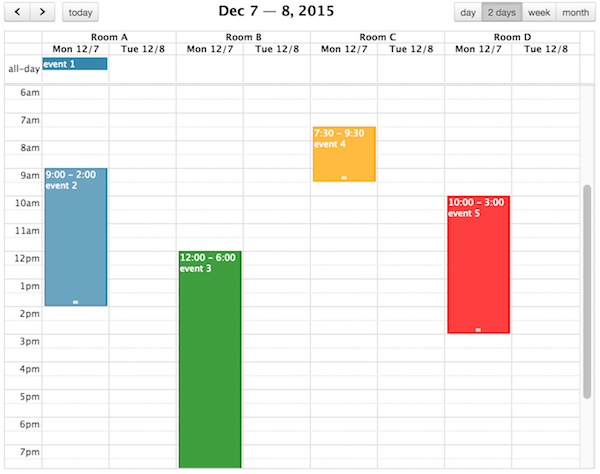 today
Dec 7 — 8, 2015
day 2 days week month
Room A Room B Room C Room D
Mon 12/7 Tue 12/8 Mon 12/7 Tue 12/8 Mon 12/7 Tue 12/8 Mon 12/7 Tue 12/8
all-day event 1
6am
7am
7:30 – 9:30
event 4
8am
9am
9:00 – 2:00
event 2
10am
10:00 – 3:00
event 5
11am
12pm
12:00 – 6:00
event 3
1pm
2pm
3pm
4pm
5pm
6pm
7pm